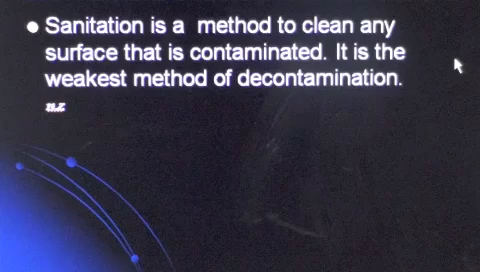 ● Sanitation is a method to clean any
surface that is contaminated. It is the
weakest method of decontamination.